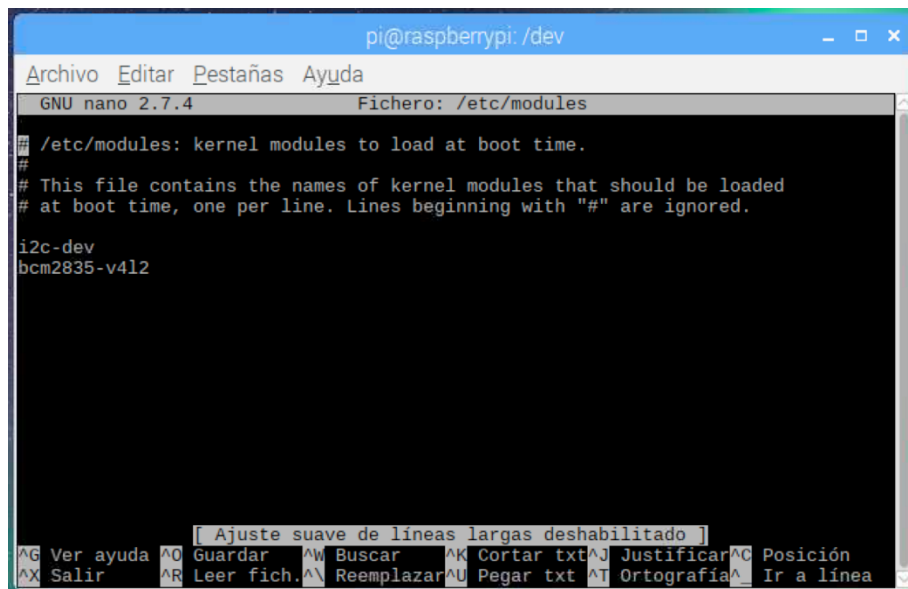 pi@raspberrypi: /dev
Archivo Editar Pestañas Ayuda
GNU nano 2.7.4 Fichero: /etc/modules
# /etc/modules: kernel modules to load at boot time.
#
# This file contains the names of kernel modules that should be loaded
# at boot time, one per line. Lines beginning with "#" are ignored.
i2c-dev
bcm2835-v4l2
[ Ajuste suave de líneas largas deshabilitado ]
^G Ver ayuda ^O Guardar ^W Buscar ^K Cortar txt ^J Justificar ^C Posición
^X Salir ^R Leer fich. ^\ Reemplazar ^U Pegar txt ^T Ortografía ^_ Ir a línea